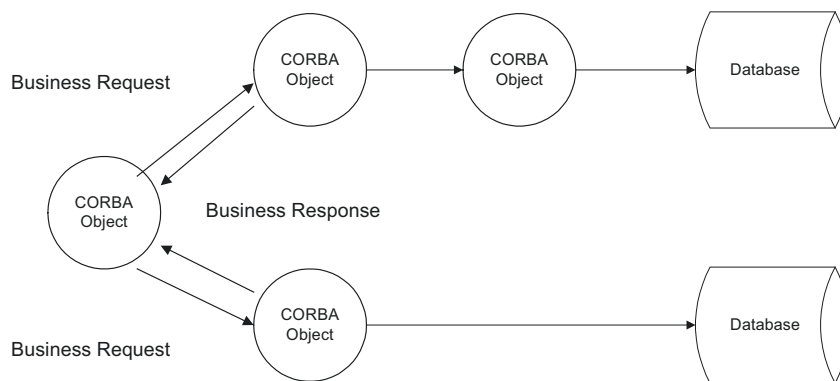 CORBA
Object
CORBA
Object
Database
Business Request
CORBA
Object
Business Response
CORBA
Object
Database
Business Request